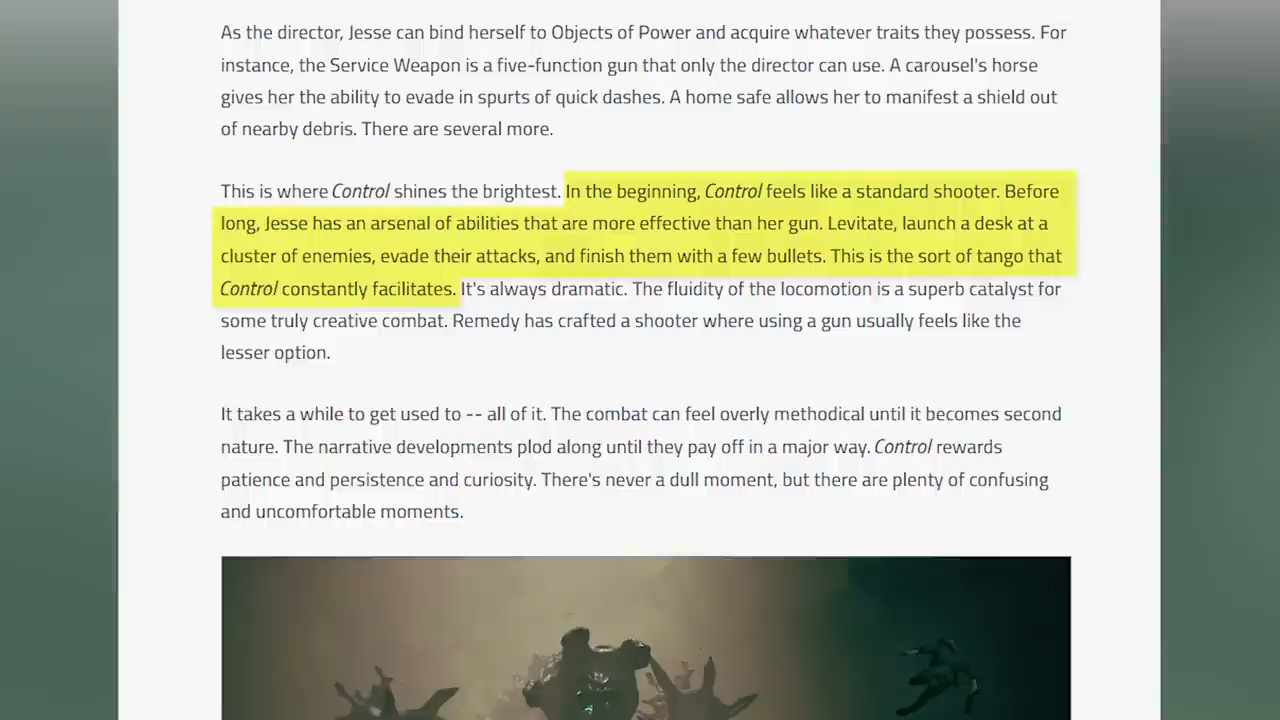 As the director, Jesse can bind herself to Objects of Power and acquire whatever traits they possess. For
instance, the Service Weapon is a five-function gun that only the director can use. A carousel's horse
gives her the ability to evade in spurts of quick dashes. A home safe allows her to manifest a shield out
of nearby debris. There are several more.
This is where Control shines the brightest. In the beginning, Control feels like a standard shooter. Before
long, Jesse has an arsenal of abilities that are more effective than her gun. Levitate, launch a desk at a
cluster of enemies, evade their attacks, and finish them with a few bullets. This is the sort of tango that
Control constantly facilitates. It's always dramatic. The fluidity of the locomotion is a superb catalyst for
some truly creative combat. Remedy has crafted a shooter where using a gun usually feels like the
lesser option.
It takes a while to get used to -- all of it. The combat can feel overly methodical until it becomes second
nature. The narrative developments plod along until they pay off in a major way. Control rewards
patience and persistence and curiosity. There's never a dull moment, but there are plenty of confusing
and uncomfortable moments.